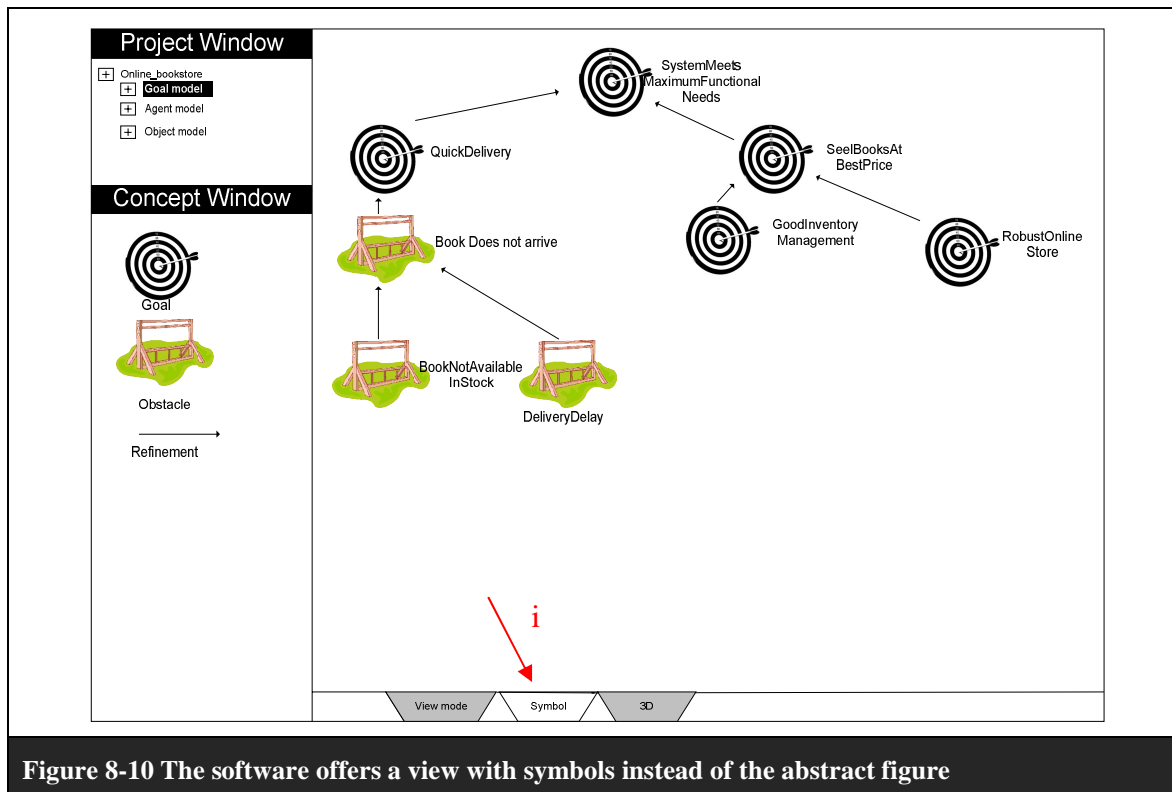 Project Window
Online_bookstore
Goal model
Agent model
Object model
Concept Window
Goal
Obstacle
Refinement
SystemMeets
MaximumFunctional
Needs
QuickDelivery
SeelBooksAt
BestPrice
Book Does not arrive
GoodInventory
Management
RobustOnline
Store
BookNotAvailable
InStock
DeliveryDelay
i
View mode
Symbol
3D
Figure 8-10 The software offers a view with symbols instead of the abstract figure